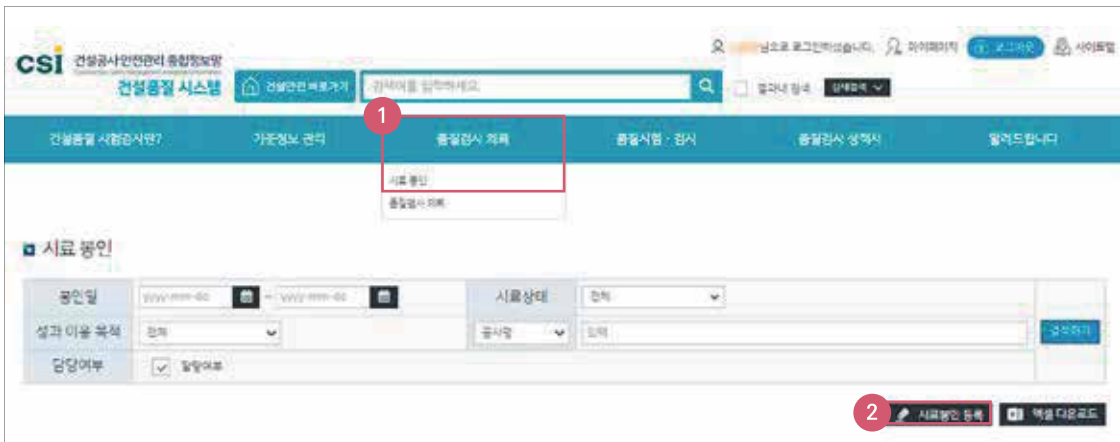 님으로 로그인하셨습니다. 마이페이지 로그아웃 사이트맵
CSI 건설공사 안전관리 종합정보망
건설품질 시스템 건설안전 바로가기 검색어를 입력하세요. 결과내 검색 상세검색
1
건설품질 시험검사란? 기준정보 관리 품질검사 의뢰 품질시험·검사 품질검사 성적서 알려드립니다
시료 봉인
품질검사 의뢰
시료 봉인
봉인일 yyyy-mm-dd ~ yyyy-mm-dd 시료상태 전체
성과 이용 목적 전체 공사명 입력 검색하기
담당여부 담당여부
2 시료봉인 등록 엑셀 다운로드